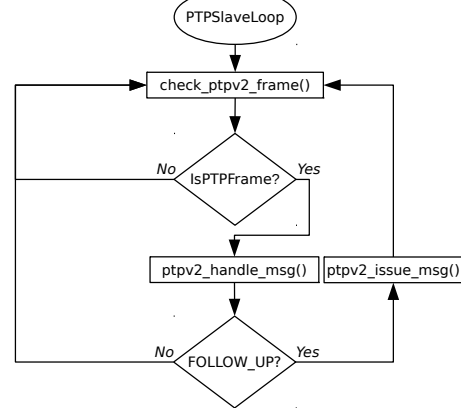 PTPSlaveLoop
check_ptpv2_frame()
No
Yes
IsPTPFrame?
ptpv2_handle_msg()
ptpv2_issue_msg()
No
Yes
FOLLOW_UP?